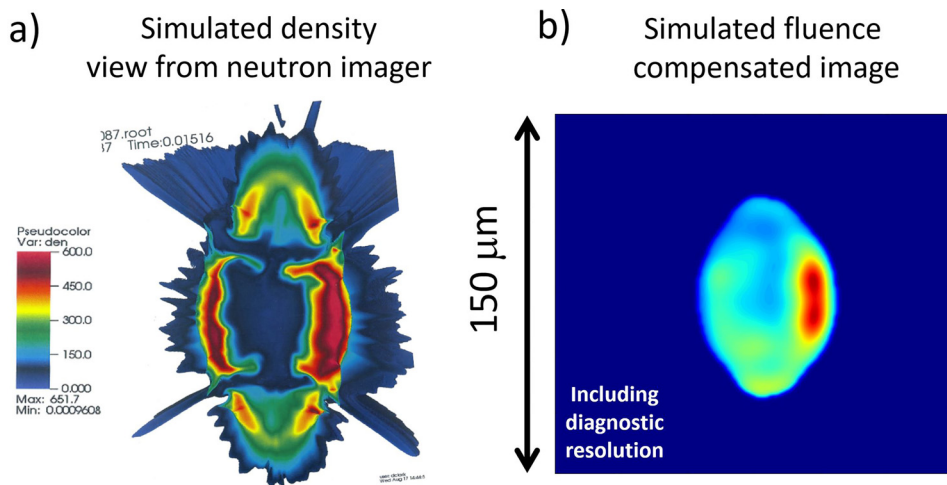 a)
Simulated density
view from neutron imager
087.root
37 Time:0.01516
Pseudocolor
Var: den
600.0
450.0
300.0
150.0
0.000
Max: 651.7
Min: 0.0009608
b)
Simulated fluence
compensated image
150 μm
Including
diagnostic
resolution